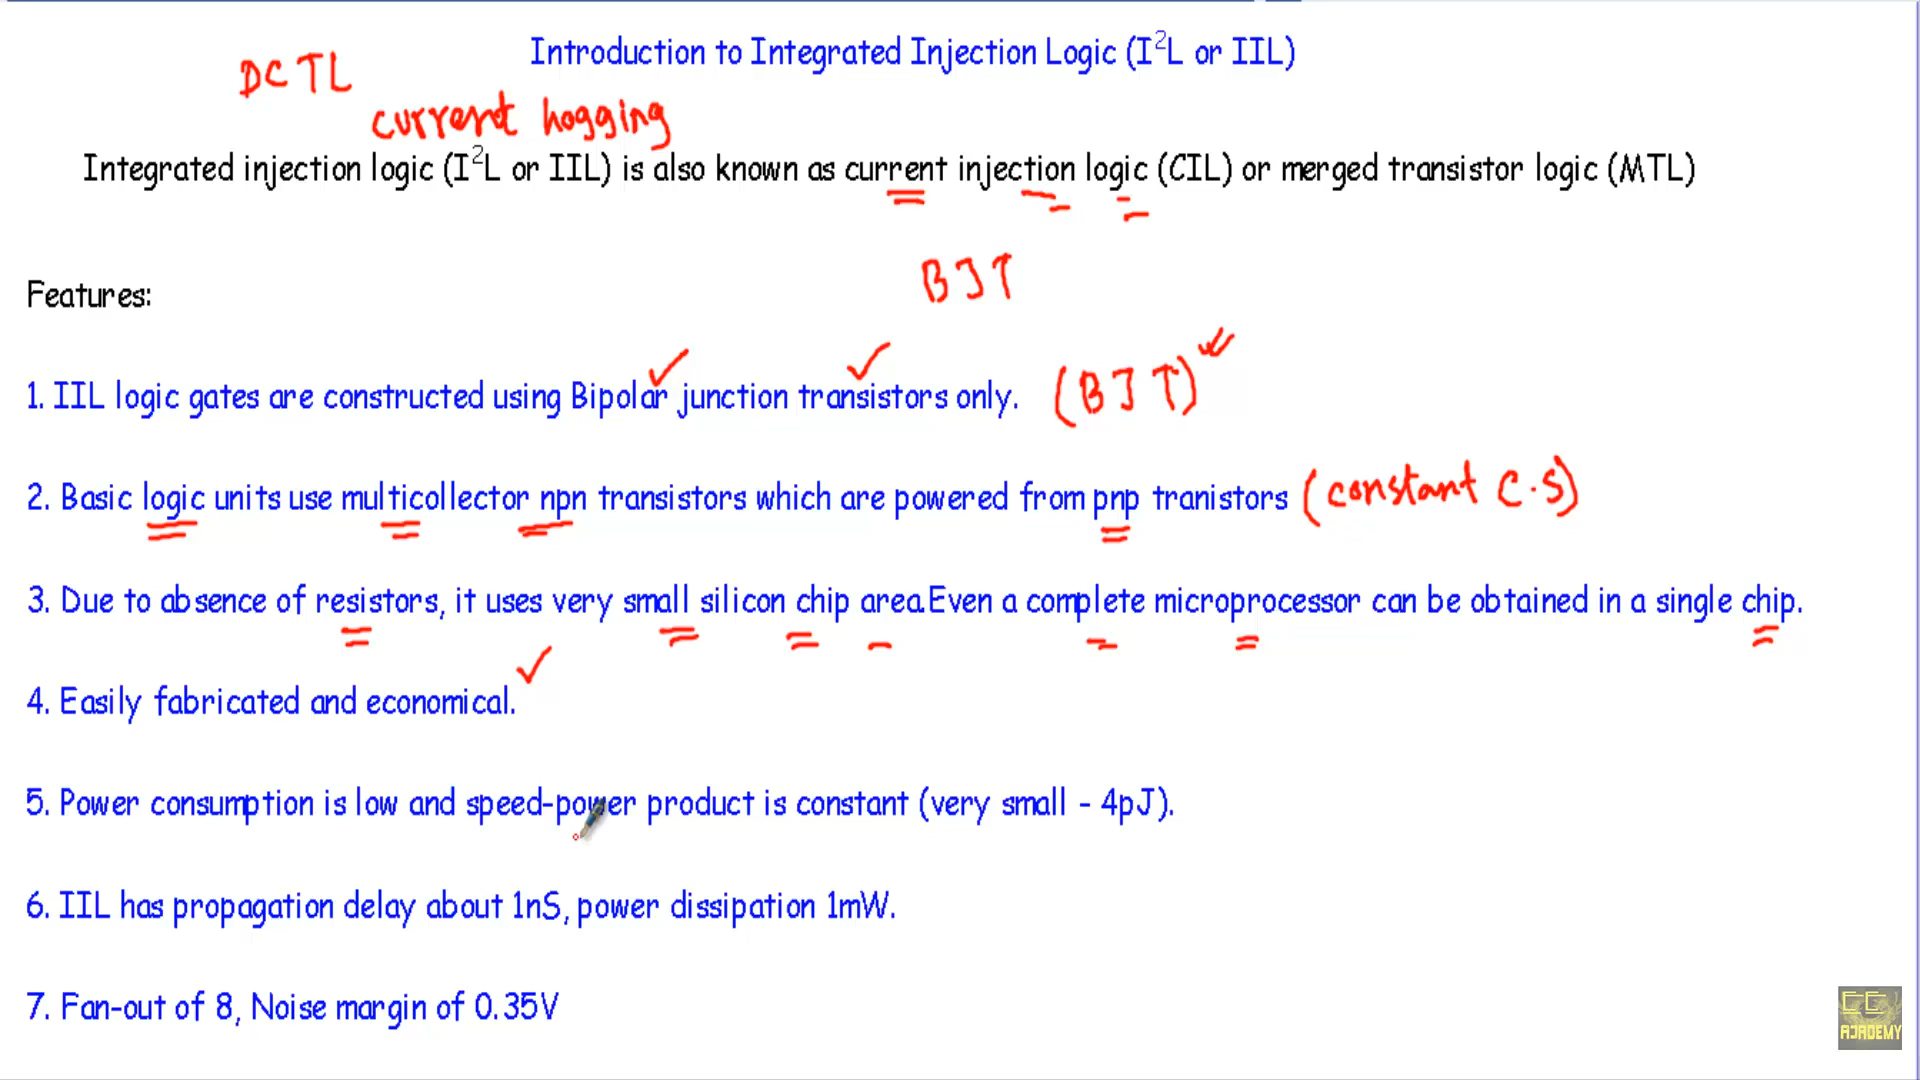 Introduction to Integrated Injection Logic (I²L or IIL)
DCTL
current hogging
Integrated injection logic (I²L or IIL) is also known as current injection logic (CIL) or merged transistor logic (MTL)
BJT
Features:
1. IIL logic gates are constructed using Bipolar junction transistors only. (BJT)
2. Basic logic units use multicollector npn transistors which are powered from pnp tranistors (constant C.S)
3. Due to absence of resistors, it uses very small silicon chip area.Even a complete microprocessor can be obtained in a single chip.
4. Easily fabricated and economical.
5. Power consumption is low and speed-power product is constant (very small - 4pJ).
6. IIL has propagation delay about 1nS, power dissipation 1mW.
7. Fan-out of 8, Noise margin of 0.35V
EE
ACADEMY